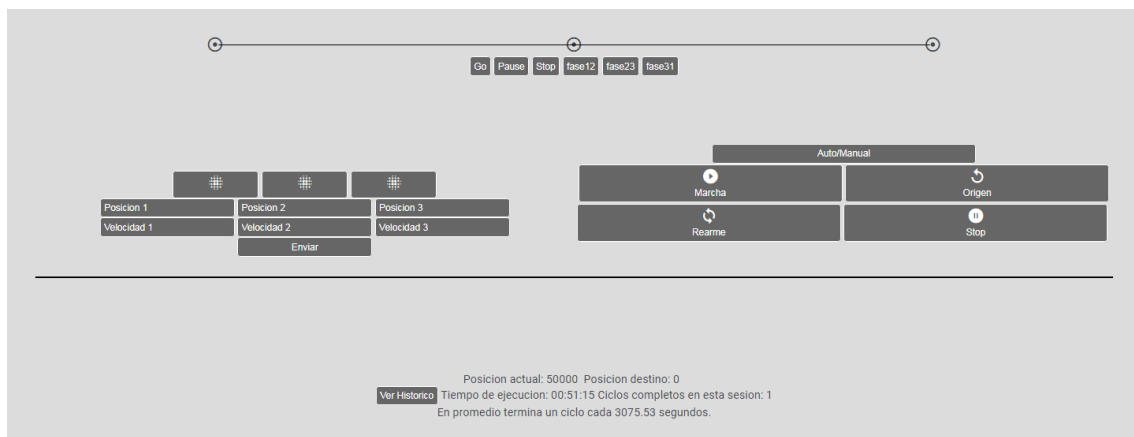 Go Pause Stop fase12 fase23 fase31
Auto/Manual
Marcha Origen
Rearme Stop
Posicion 1 Posicion 2 Posicion 3
Velocidad 1 Velocidad 2 Velocidad 3
Enviar
Posicion actual: 50000 Posicion destino: 0
Ver Historico Tiempo de ejecucion: 00:51:15 Ciclos completos en esta sesion: 1
En promedio termina un ciclo cada 3075.53 segundos.